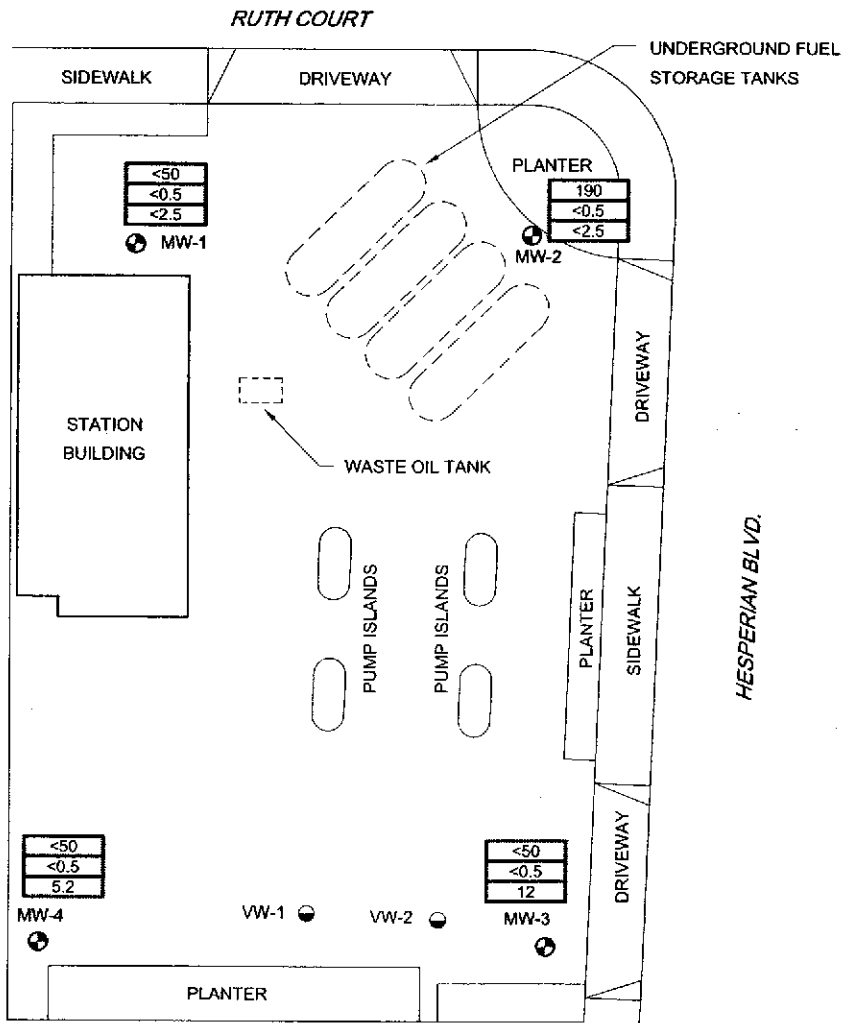 RUTH COURT
UNDERGROUND FUEL
STORAGE TANKS
SIDEWALK
DRIVEWAY
PLANTER
<50
<0.5
<2.5
MW-1
190
<0.5
<2.5
MW-2
DRIVEWAY
STATION
BUILDING
WASTE OIL TANK
PUMP ISLANDS
PUMP ISLANDS
PLANTER
SIDEWALK
HESPERIAN BLVD.
<50
<0.5
5.2
MW-4
VW-1
VW-2
<50
<0.5
12
MW-3
DRIVEWAY
PLANTER